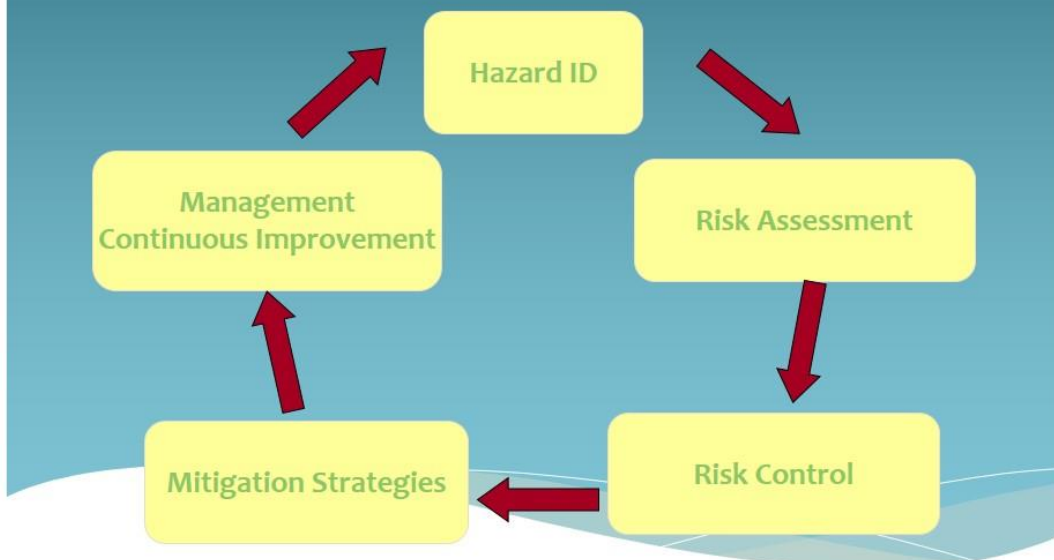 Hazard ID
Risk Assessment
Risk Control
Mitigation Strategies
Management
Continuous Improvement